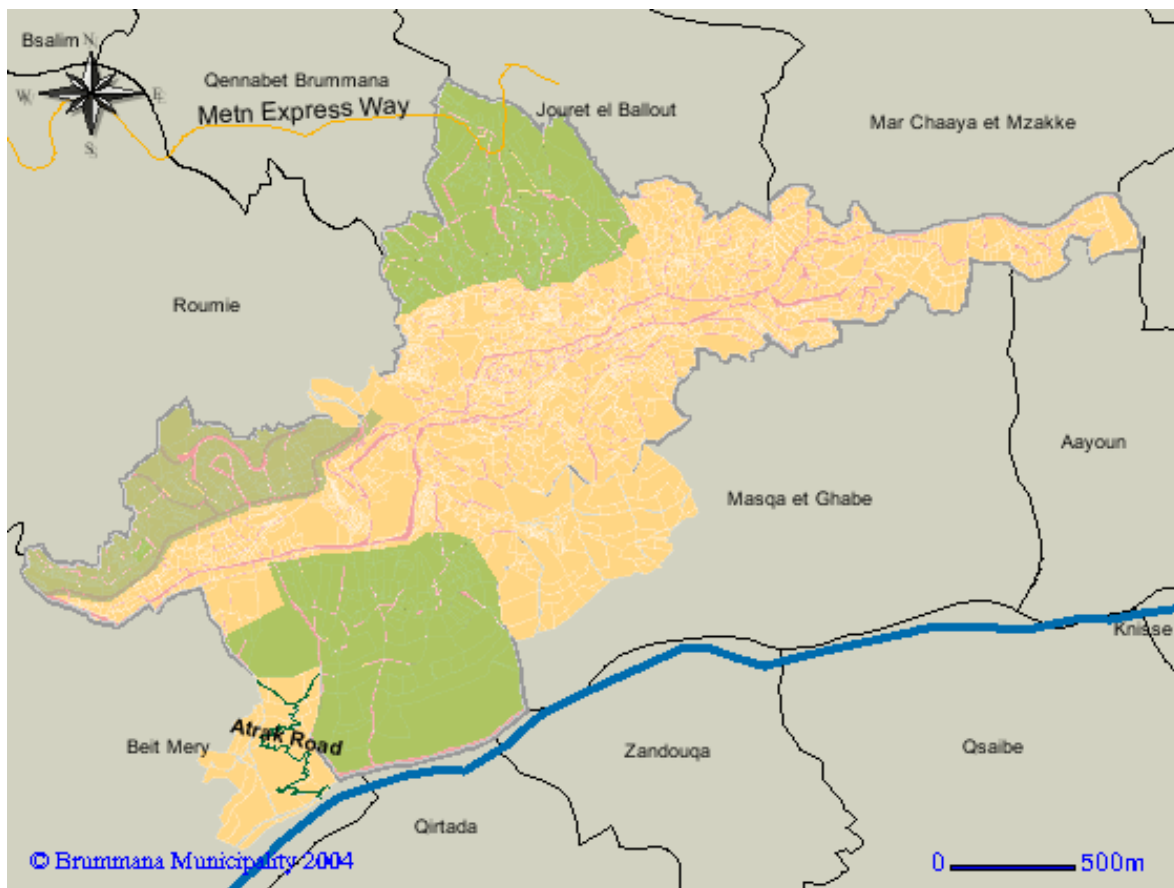 Bsalim
N
W
E
S
Qennabet Brummana
Metn Express Way
Jouret el Ballout
Mar Chaaya et Mzakke
Roumie
Aayoun
Masqa et Ghabe
Knisse
Atrak Road
Beit Mery
Zandouqa
Qsaibe
Qirtada
© Brummana Municipality 2004
0
500m